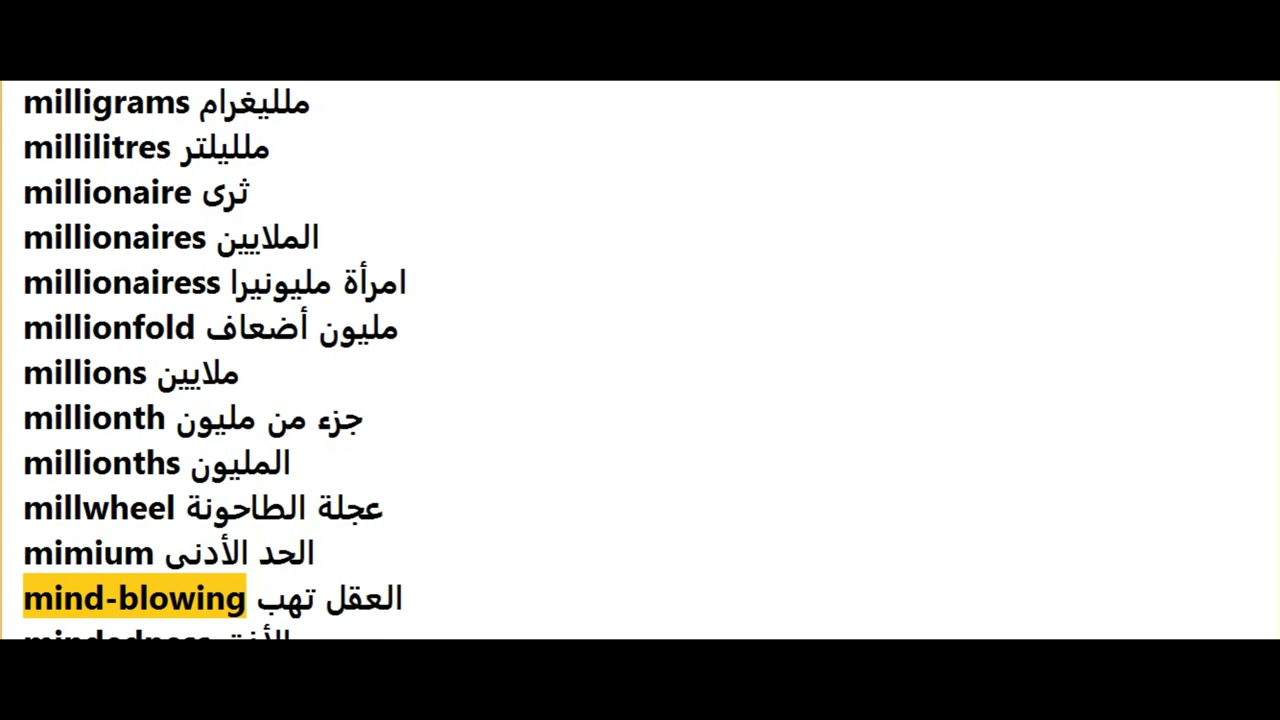 milligrams ملليغرام
millilitres ملليلتر
millionaire ثرى
millionaires الملايين
millionairess امرأة مليونيرا
millionfold مليون أضعاف
millions ملايين
millionth جزء من مليون
millionths المليون
millwheel عجلة الطاحونة
mimium الحد الأدنى
mind-blowing العقل تهب